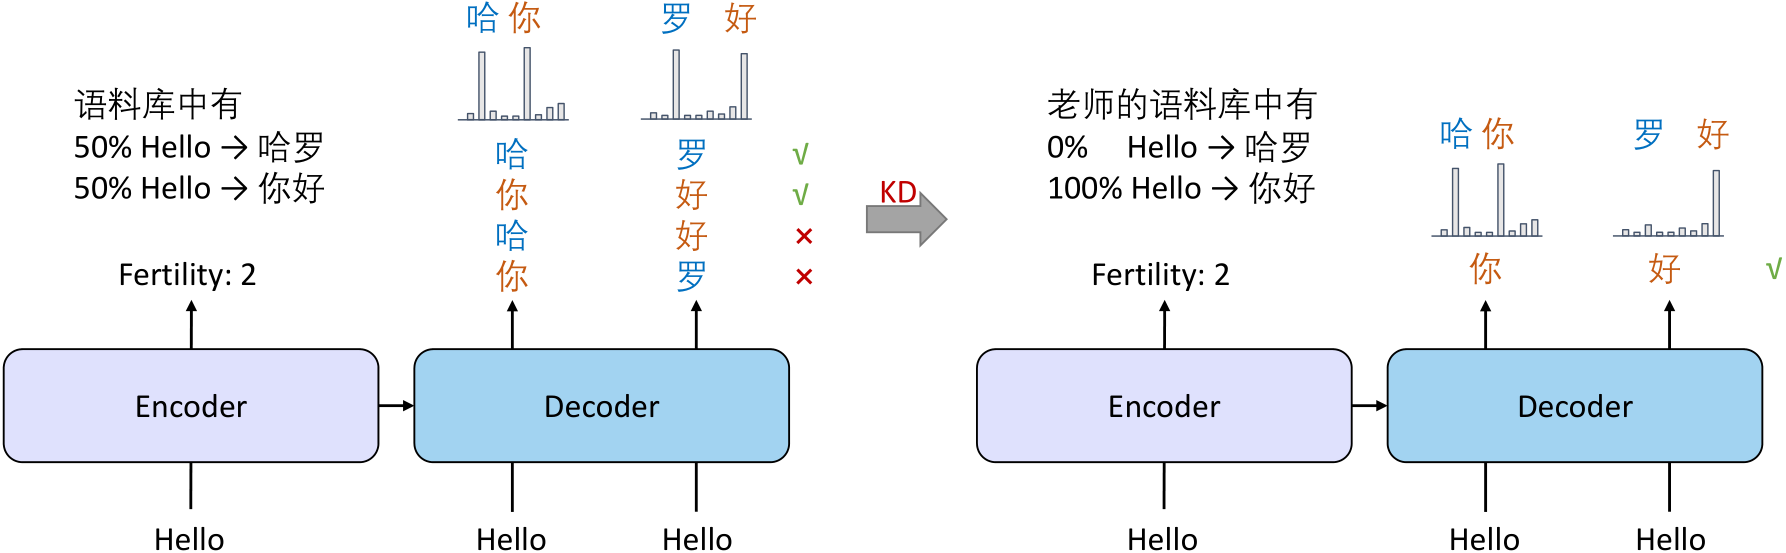 哈 你
罗 好
语料库中有
50% Hello → 哈罗
50% Hello → 你好
哈 罗 √
你 好 √
哈 好 ×
你 罗 ×
Fertility: 2
Encoder
Decoder
Hello
Hello
Hello
KD
老师的语料库中有
0% Hello → 哈罗
100% Hello → 你好
哈 你
罗 好
你 好 √
Fertility: 2
Encoder
Decoder
Hello
Hello
Hello